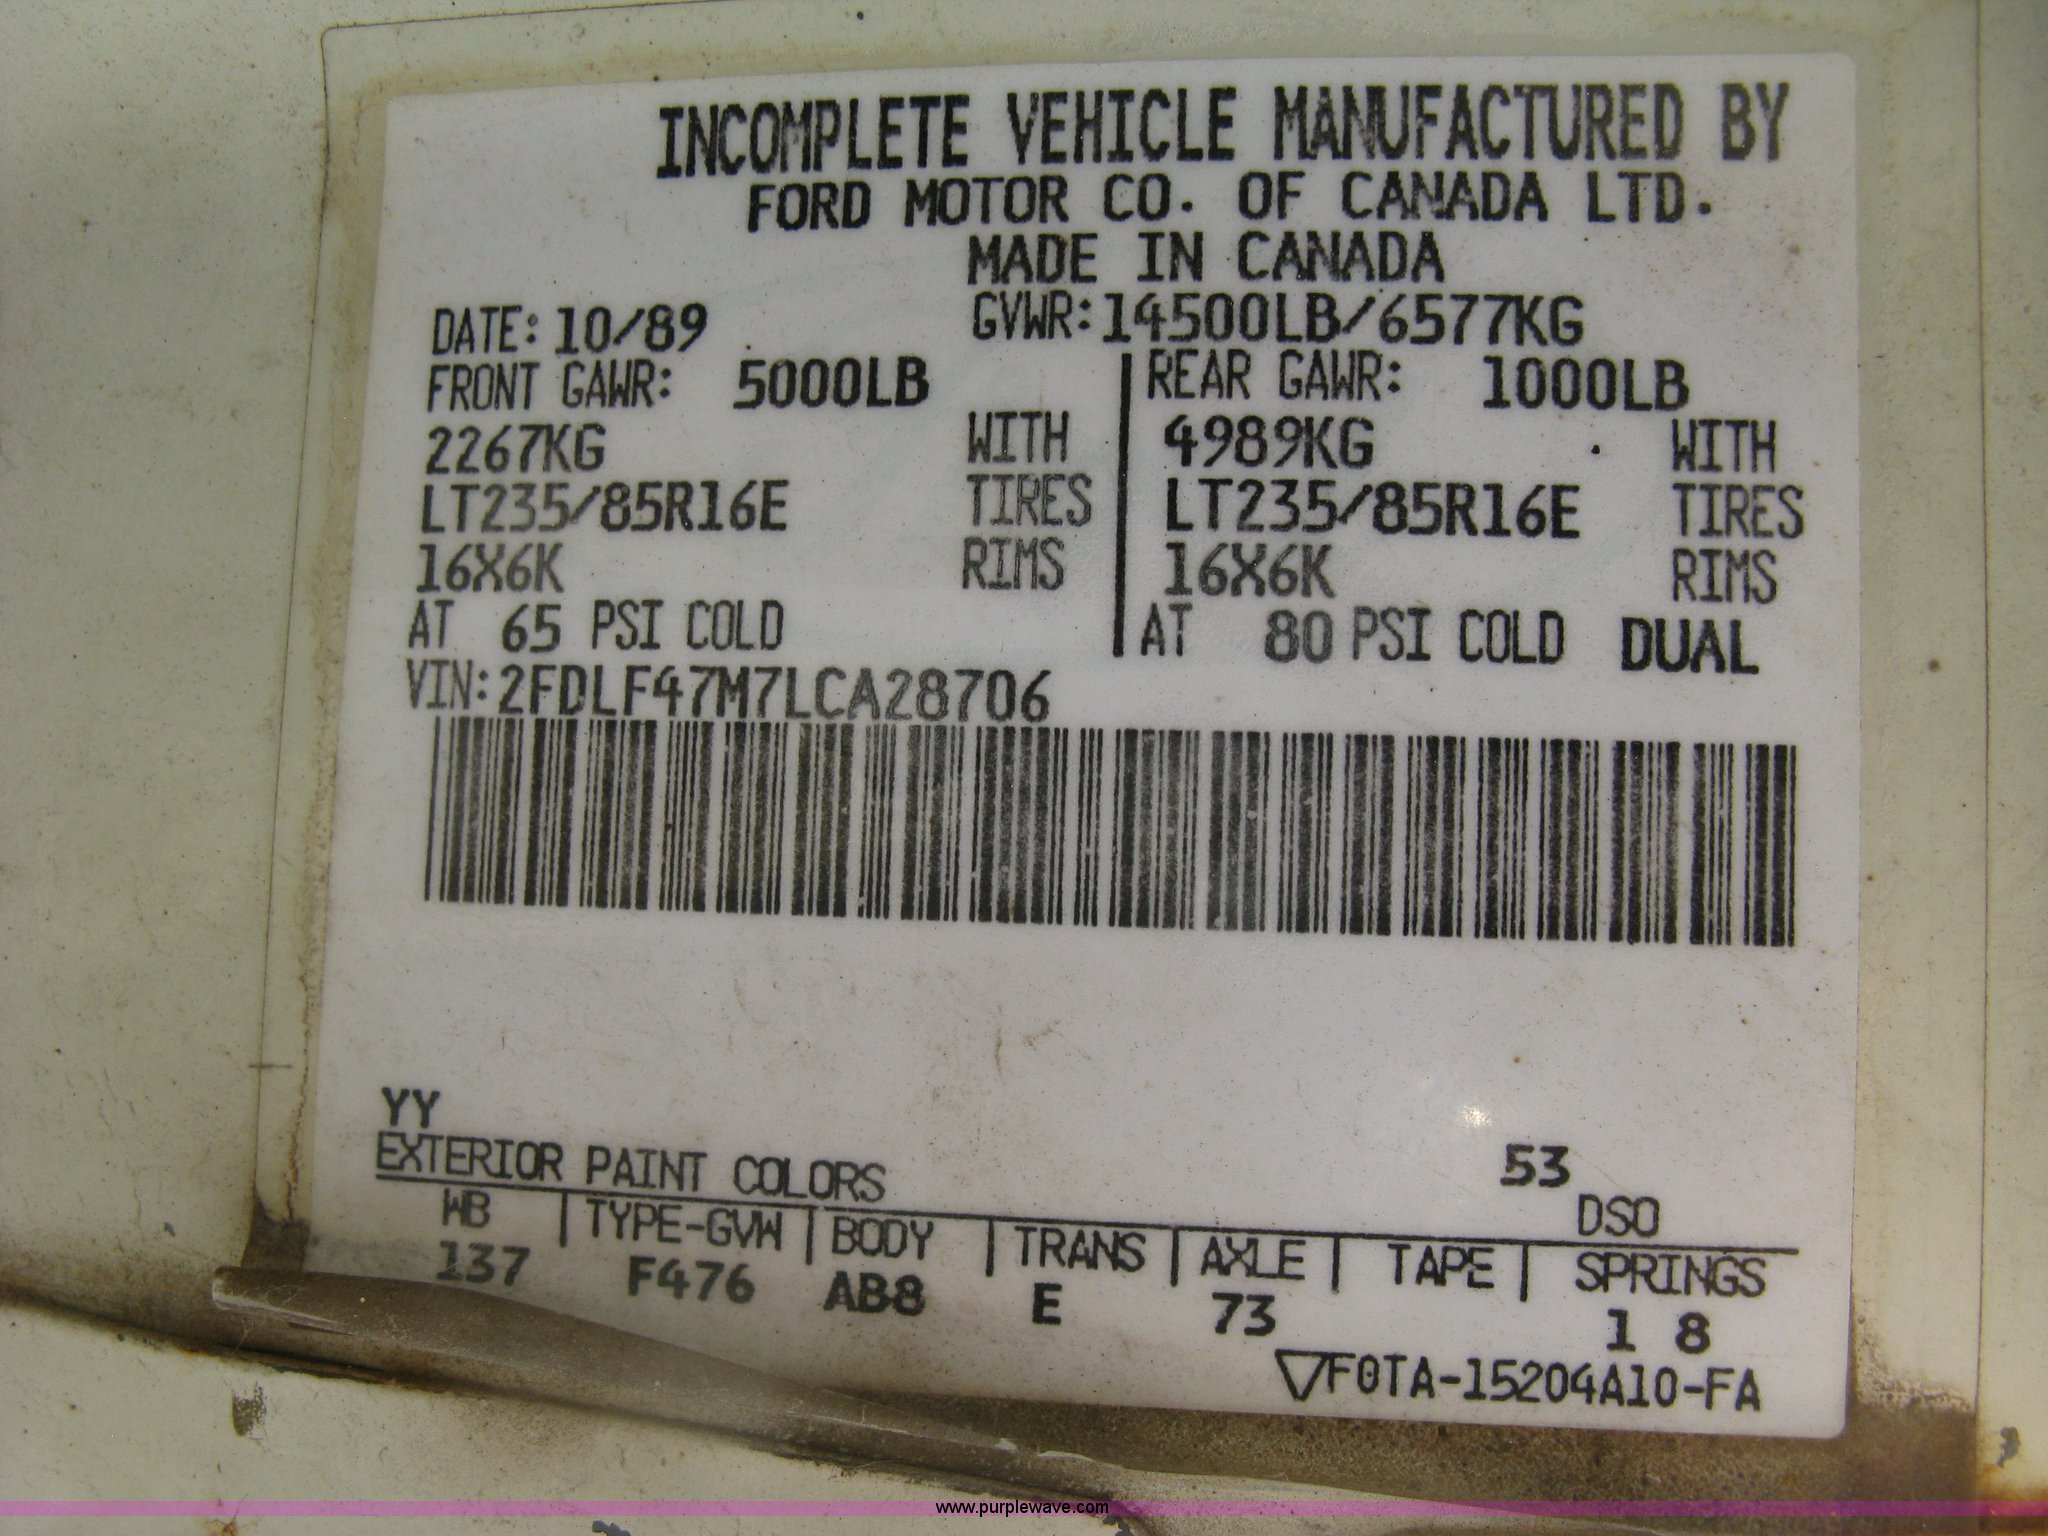 INCOMPLETE VEHICLE MANUFACTURED BY
FORD MOTOR CO. OF CANADA LTD.
MADE IN CANADA
DATE: 10/89 GVWR: 14500LB/6577KG
FRONT GAWR: 5000LB REAR GAWR: 1000LB
2267KG WITH 4989KG WITH
LT235/85R16E TIRES LT235/85R16E TIRES
16X6K RIMS 16X6K RIMS
AT 65 PSI COLD AT 80 PSI COLD DUAL
VIN: 2FDLF47M7LCA28706
YY
EXTERIOR PAINT COLORS 53 DSO
WB TYPE-GVW BODY TRANS AXLE TAPE SPRINGS
137 F476 AB8 E 73 1 8
▽F0TA-15204A10-FA
www.purplewave.com